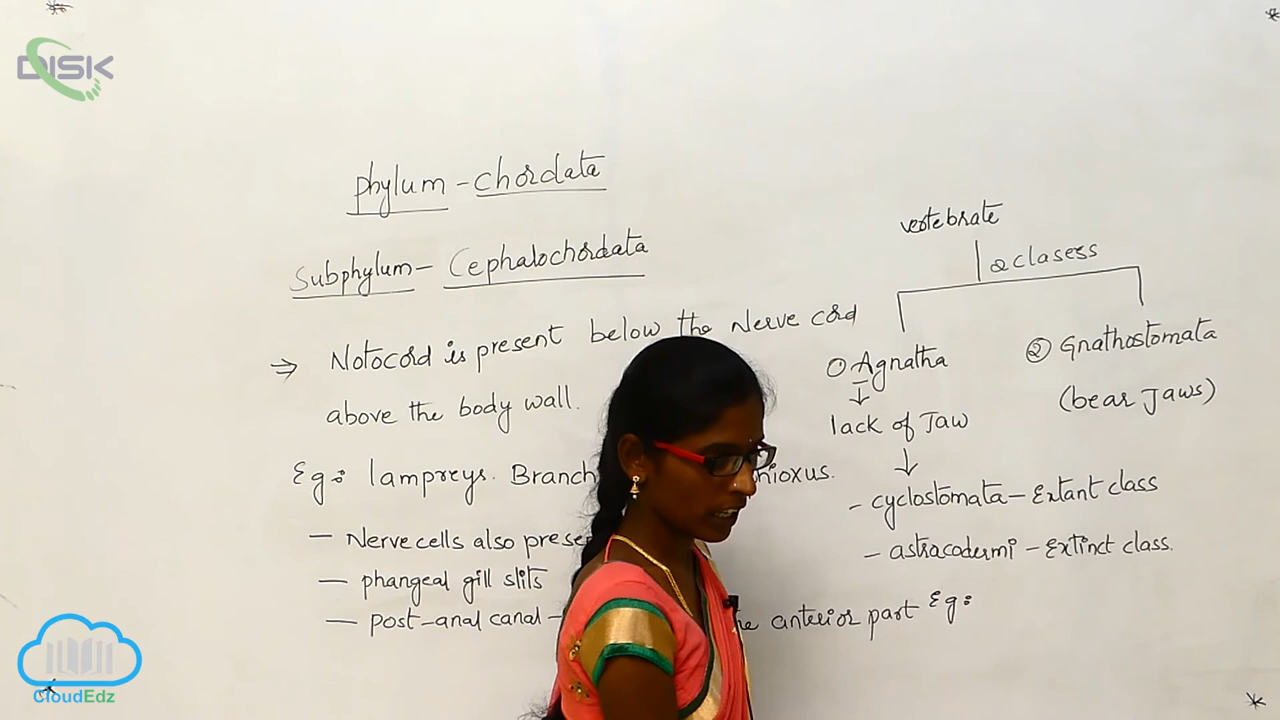 DISK
phylum - chordata
Subphylum - Cephalochordata
⇒ Notocord is present below the Nerve cord
above the body wall.
Eg: lampreys. Branch nioxus.
- Nerve cells also prese
- phangeal gill slits
- post-anal canal - he anterior part Eg:
vertebrate
2 clasess
① Agnatha
↓
lack of Jaw
↓
- cyclostomata - Extant class
- astracodermi - Extinct class.
② Gnathostomata
(bear Jaws)
CloudEdz